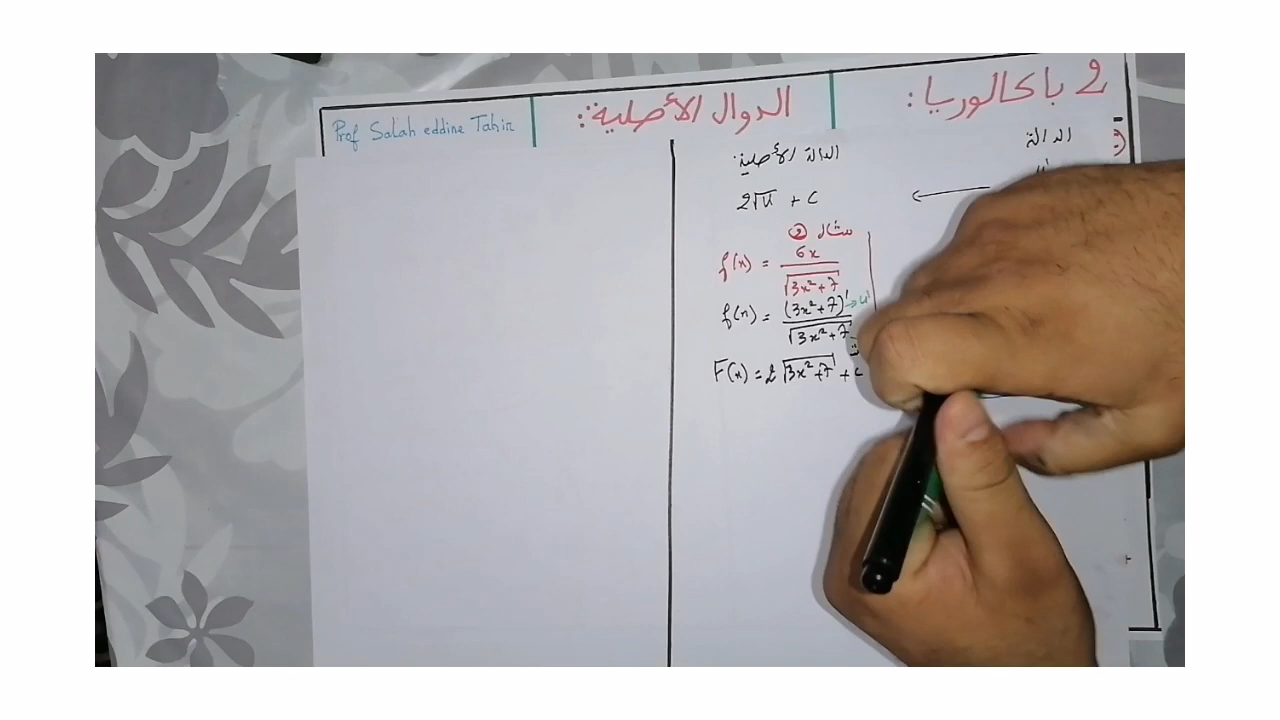 2 باكالوريا:
الدوال الأصلية:
Prof Salah eddine Tahir
الدالة
الدالة الأصلية
2√u + c
مثال 2
f(x) = 6x / √(3x²+7)
f(x) = (3x²+7)' → u' / √(3x²+7)
F(x) = 2√(3x²+7) + c